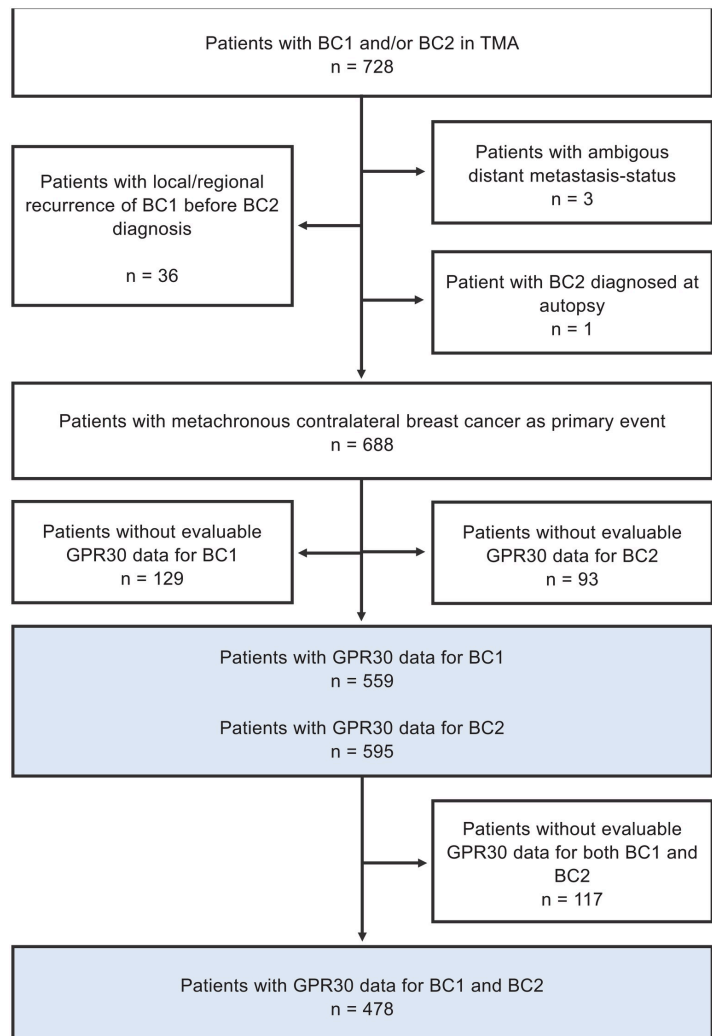 Patients with BC1 and/or BC2 in TMA
n = 728
Patients with ambigous
distant metastasis-status
n = 3
Patients with local/regional
recurrence of BC1 before BC2
diagnosis
n = 36
Patient with BC2 diagnosed at
autopsy
n = 1
Patients with metachronous contralateral breast cancer as primary event
n = 688
Patients without evaluable
GPR30 data for BC1
n = 129
Patients without evaluable
GPR30 data for BC2
n = 93
Patients with GPR30 data for BC1
n = 559
Patients with GPR30 data for BC2
n = 595
Patients without evaluable
GPR30 data for both BC1 and
BC2
n = 117
Patients with GPR30 data for BC1 and BC2
n = 478